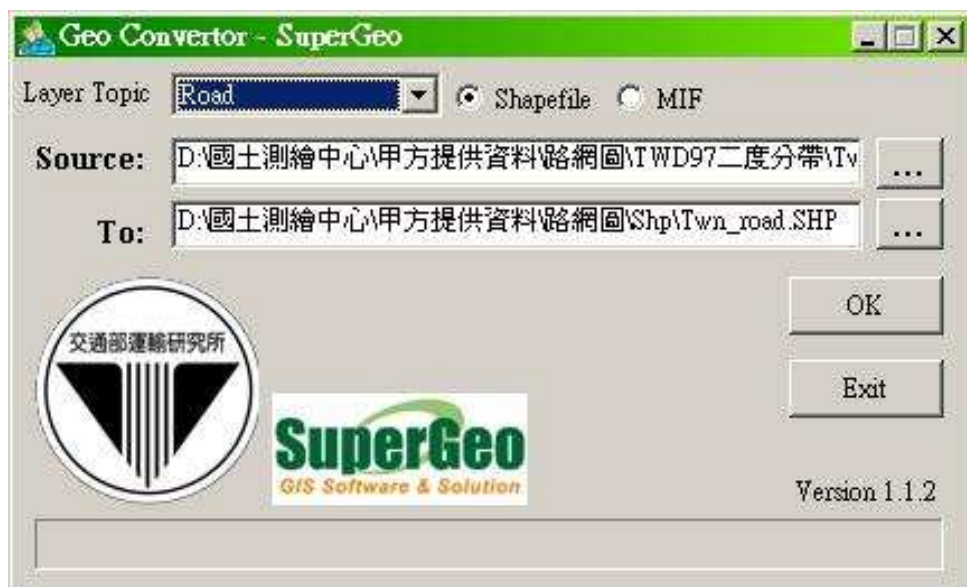 Geo Convertor - SuperGeo
Layer Topic Road Shapefile MIF
Source: D:\國土測繪中心\甲方提供資料\路網圖\TWD97二度分帶\Tw ...
To: D:\國土測繪中心\甲方提供資料\路網圖\Shp\Twn_road.SHP ...
OK
交通部運輸研究所
Exit
SuperGeo
GIS Software & Solution
Version 1.1.2